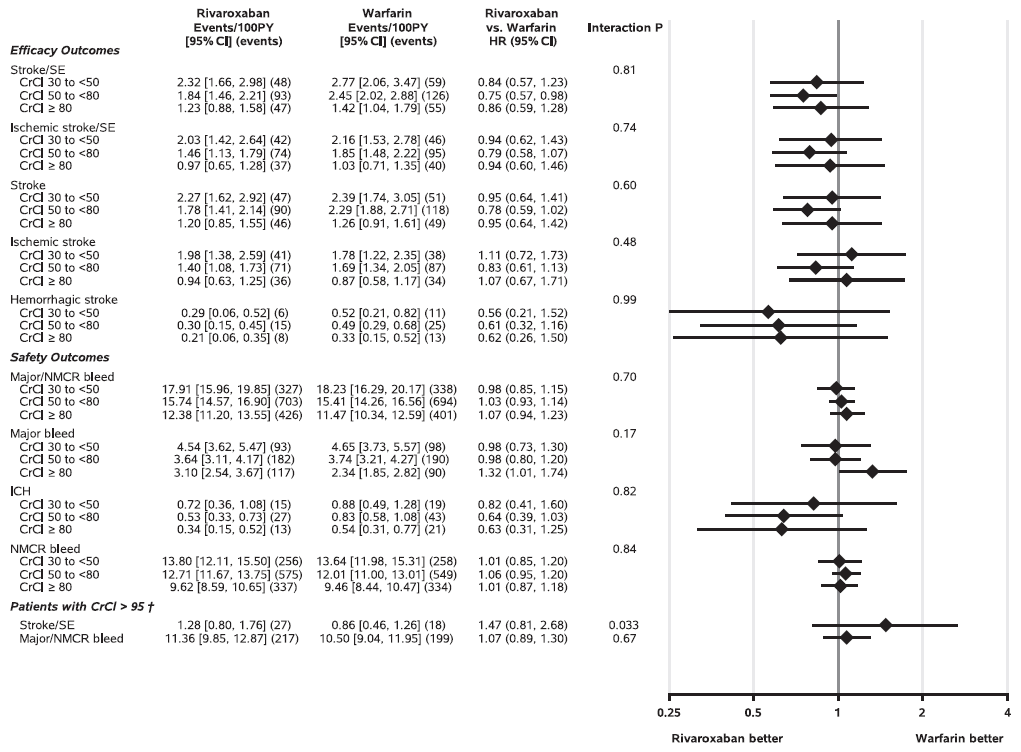 Rivaroxaban Events/100PY [95% CI] (events) Warfarin Events/100PY [95% CI] (events) Rivaroxaban vs. Warfarin HR (95% CI) Interaction P
Efficacy Outcomes
Stroke/SE 0.81
CrCl 30 to <50 2.32 [1.66, 2.98] (48) 2.77 [2.06, 3.47] (59) 0.84 (0.57, 1.23)
CrCl 50 to <80 1.84 [1.46, 2.21] (93) 2.45 [2.02, 2.88] (126) 0.75 (0.57, 0.98)
CrCl ≥ 80 1.23 [0.88, 1.58] (47) 1.42 [1.04, 1.79] (55) 0.86 (0.59, 1.28)
Ischemic stroke/SE 0.74
CrCl 30 to <50 2.03 [1.42, 2.64] (42) 2.16 [1.53, 2.78] (46) 0.94 (0.62, 1.43)
CrCl 50 to <80 1.46 [1.13, 1.79] (74) 1.85 [1.48, 2.22] (95) 0.79 (0.58, 1.07)
CrCl ≥ 80 0.97 [0.65, 1.28] (37) 1.03 [0.71, 1.35] (40) 0.94 (0.60, 1.46)
Stroke 0.60
CrCl 30 to <50 2.27 [1.62, 2.92] (47) 2.39 [1.74, 3.05] (51) 0.95 (0.64, 1.41)
CrCl 50 to <80 1.78 [1.41, 2.14] (90) 2.29 [1.88, 2.71] (118) 0.78 (0.59, 1.02)
CrCl ≥ 80 1.20 [0.85, 1.55] (46) 1.26 [0.91, 1.61] (49) 0.95 (0.64, 1.42)
Ischemic stroke 0.48
CrCl 30 to <50 1.98 [1.38, 2.59] (41) 1.78 [1.22, 2.35] (38) 1.11 (0.72, 1.73)
CrCl 50 to <80 1.40 [1.08, 1.73] (71) 1.69 [1.34, 2.05] (87) 0.83 (0.61, 1.13)
CrCl ≥ 80 0.94 [0.63, 1.25] (36) 0.87 [0.58, 1.17] (34) 1.07 (0.67, 1.71)
Hemorrhagic stroke 0.99
CrCl 30 to <50 0.29 [0.06, 0.52] (6) 0.52 [0.21, 0.82] (11) 0.56 (0.21, 1.52)
CrCl 50 to <80 0.30 [0.15, 0.45] (15) 0.49 [0.29, 0.68] (25) 0.61 (0.32, 1.16)
CrCl ≥ 80 0.21 [0.06, 0.35] (8) 0.33 [0.15, 0.52] (13) 0.62 (0.26, 1.50)
Safety Outcomes
Major/NMCR bleed 0.70
CrCl 30 to <50 17.91 [15.96, 19.85] (327) 18.23 [16.29, 20.17] (338) 0.98 (0.85, 1.15)
CrCl 50 to <80 15.74 [14.57, 16.90] (703) 15.41 [14.26, 16.56] (694) 1.03 (0.93, 1.14)
CrCl ≥ 80 12.38 [11.20, 13.55] (426) 11.47 [10.34, 12.59] (401) 1.07 (0.94, 1.23)
Major bleed 0.17
CrCl 30 to <50 4.54 [3.62, 5.47] (93) 4.65 [3.73, 5.57] (98) 0.98 (0.73, 1.30)
CrCl 50 to <80 3.64 [3.11, 4.17] (182) 3.74 [3.21, 4.27] (190) 0.98 (0.80, 1.20)
CrCl ≥ 80 3.10 [2.54, 3.67] (117) 2.34 [1.85, 2.82] (90) 1.32 (1.01, 1.74)
ICH 0.82
CrCl 30 to <50 0.72 [0.36, 1.08] (15) 0.88 [0.49, 1.28] (19) 0.82 (0.41, 1.60)
CrCl 50 to <80 0.53 [0.33, 0.73] (27) 0.83 [0.58, 1.08] (43) 0.64 (0.39, 1.03)
CrCl ≥ 80 0.34 [0.15, 0.52] (13) 0.54 [0.31, 0.77] (21) 0.63 (0.31, 1.25)
NMCR bleed 0.84
CrCl 30 to <50 13.80 [12.11, 15.50] (256) 13.64 [11.98, 15.31] (258) 1.01 (0.85, 1.20)
CrCl 50 to <80 12.71 [11.67, 13.75] (575) 12.01 [11.00, 13.01] (549) 1.06 (0.95, 1.20)
CrCl ≥ 80 9.62 [8.59, 10.65] (337) 9.46 [8.44, 10.47] (334) 1.01 (0.87, 1.18)
Patients with CrCl > 95 †
Stroke/SE 1.28 [0.80, 1.76] (27) 0.86 [0.46, 1.26] (18) 1.47 (0.81, 2.68) 0.033
Major/NMCR bleed 11.36 [9.85, 12.87] (217) 10.50 [9.04, 11.95] (199) 1.07 (0.89, 1.30) 0.67
0.25 0.5 1 2 4
Rivaroxaban better Warfarin better